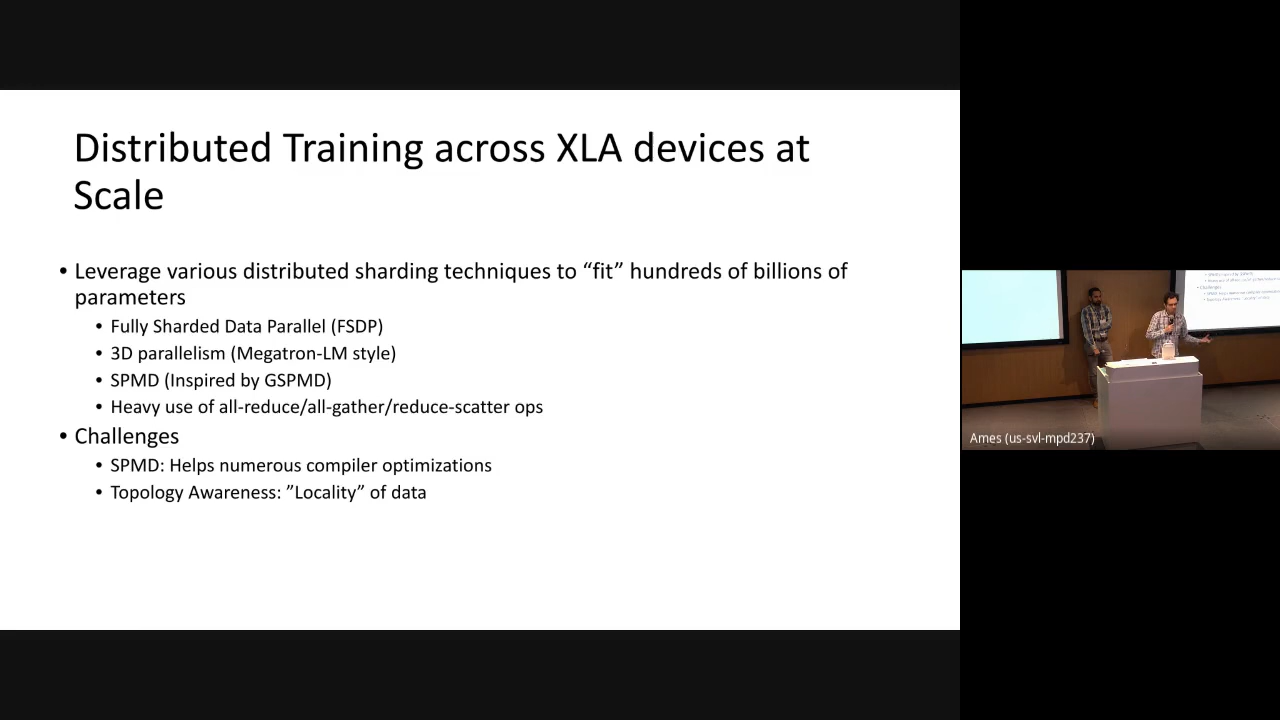 Distributed Training across XLA devices at
Scale
• Leverage various distributed sharding techniques to “fit” hundreds of billions of
parameters
• Fully Sharded Data Parallel (FSDP)
• 3D parallelism (Megatron-LM style)
• SPMD (Inspired by GSPMD)
• Heavy use of all-reduce/all-gather/reduce-scatter ops
• Challenges
• SPMD: Helps numerous compiler optimizations
• Topology Awareness: ”Locality” of data
Challenges
Ames (us-svl-mpd237)